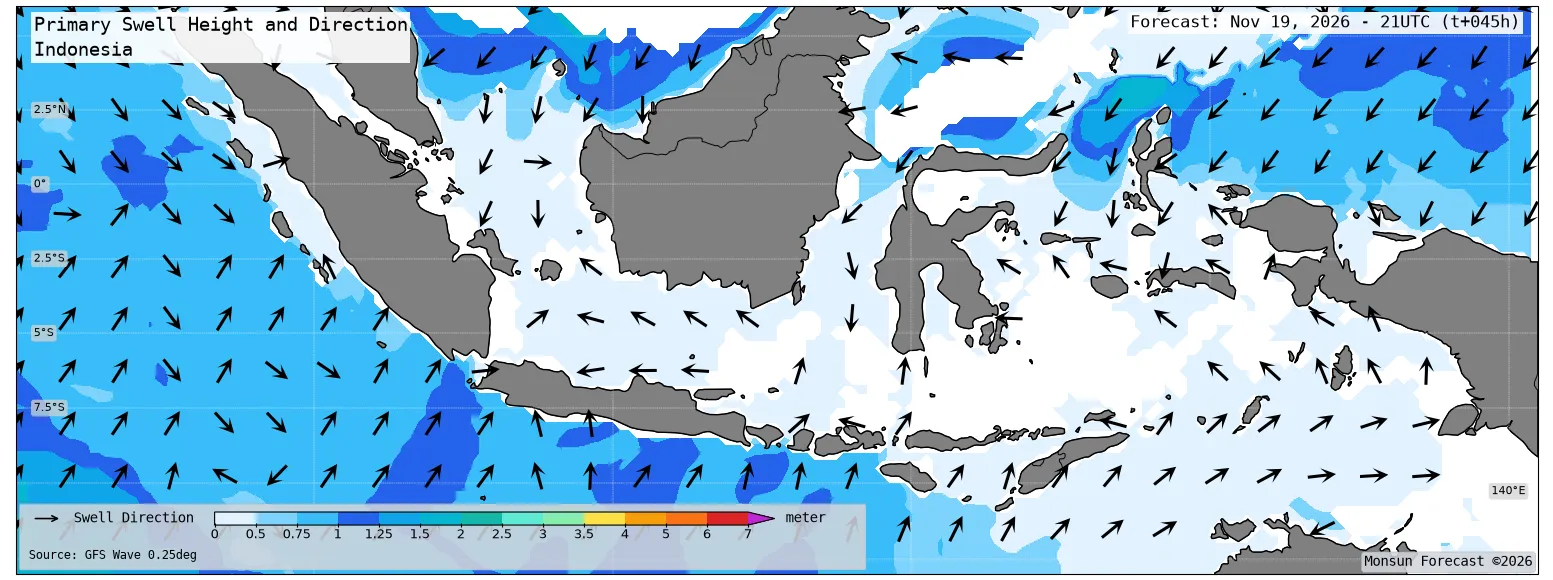 Primary Swell Height and Direction
Indonesia
Forecast: Nov 19, 2026 - 21UTC (t+045h)
2.5°N
0°
2.5°S
5°S
7.5°S
140°E
Swell Direction
0 0.5 0.75 1 1.25 1.5 2 2.5 3 3.5 4 5 6 7 meter
Source: GFS Wave 0.25deg
Monsun Forecast ©2026